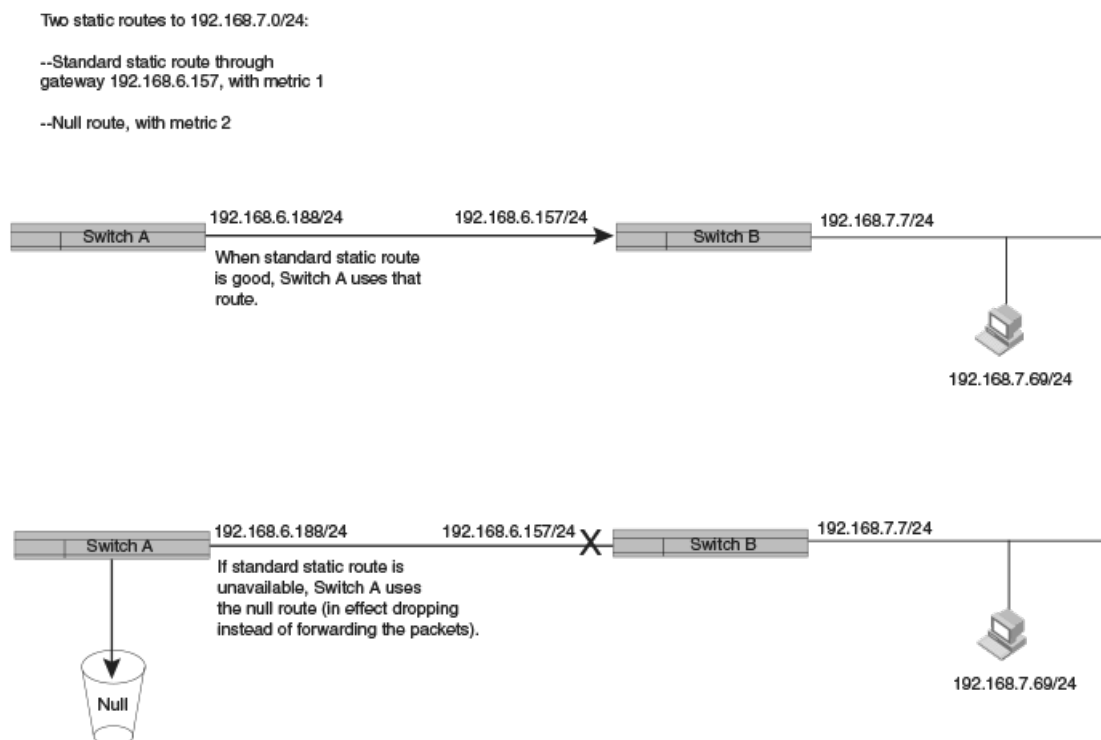 Two static routes to 192.168.7.0/24:
--Standard static route through
gateway 192.168.6.157, with metric 1
--Null route, with metric 2
192.168.6.188/24
192.168.6.157/24
192.168.7.7/24
Switch A
Switch B
When standard static route
is good, Switch A uses that
route.
192.168.7.69/24
192.168.6.188/24
192.168.6.157/24
X
192.168.7.7/24
Switch A
Switch B
If standard static route is
unavailable, Switch A uses
the null route (in effect dropping
instead of forwarding the packets).
192.168.7.69/24
Null